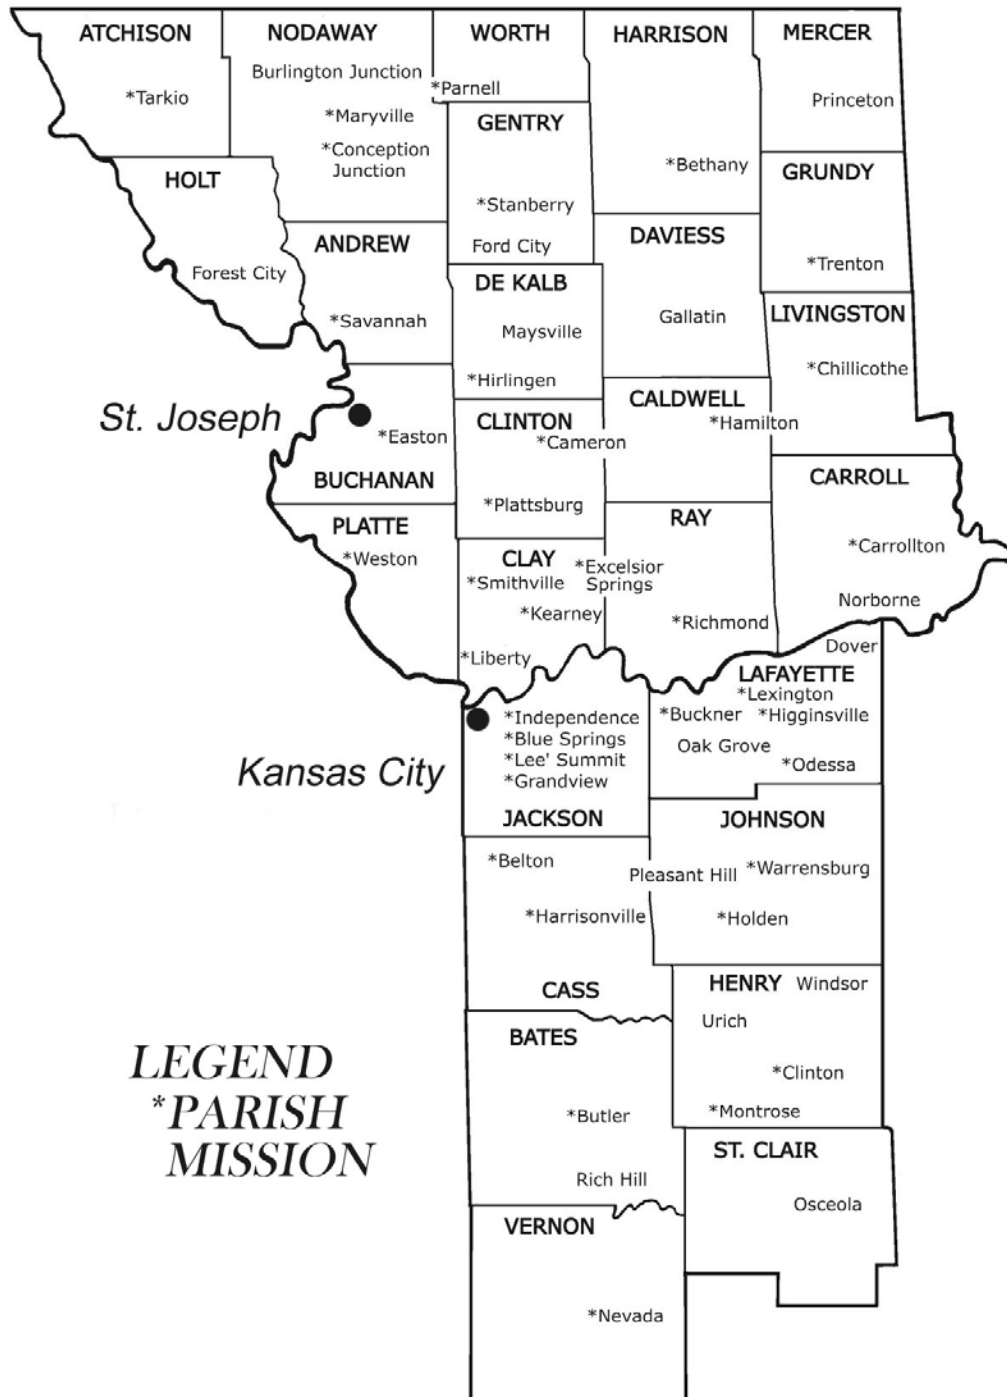 ATCHISON
NODAWAY
WORTH
HARRISON
MERCER
Burlington Junction
*Tarkio
*Parnell
Princeton
*Maryville
GENTRY
*Conception
Junction
*Bethany
HOLT
GRUNDY
*Stanberry
ANDREW
Ford City
DAVIESS
Forest City
*Trenton
DE KALB
*Savannah
Maysville
Gallatin
LIVINGSTON
*Hirlingen
*Chillicothe
St. Joseph
CALDWELL
*Easton
CLINTON
*Cameron
*Hamilton
BUCHANAN
CARROLL
*Plattsburg
PLATTE
RAY
*Weston
CLAY
*Excelsior
Springs
*Carrollton
*Smithville
*Kearney
*Richmond
Norborne
*Liberty
Dover
LAFAYETTE
*Lexington
*Buckner
*Higginsville
*Independence
*Blue Springs
*Lee' Summit
*Grandview
Oak Grove
*Odessa
Kansas City
JACKSON
JOHNSON
*Belton
Pleasant Hill
*Warrensburg
*Harrisonville
*Holden
CASS
HENRY
Windsor
BATES
Urich
LEGEND
*PARISH
MISSION
*Clinton
*Butler
*Montrose
ST. CLAIR
Rich Hill
Osceola
VERNON
*Nevada